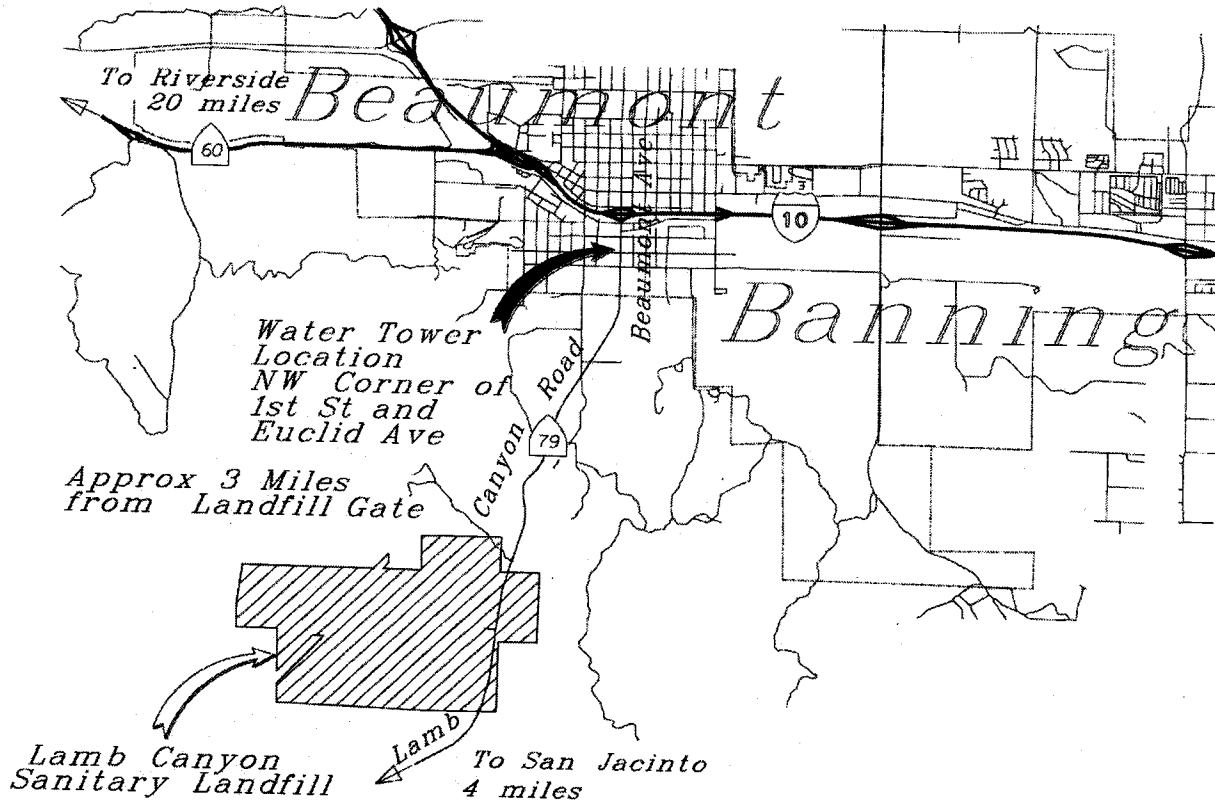 To Riverside
20 miles
Beaumont
60
Beaumont Ave
10
3
Water Tower
Location
NW Corner of
1st St and
Euclid Ave
Banning
Lamb Canyon Road
79
Approx 3 Miles
from Landfill Gate
Lamb Canyon
Sanitary Landfill
To San Jacinto
4 miles